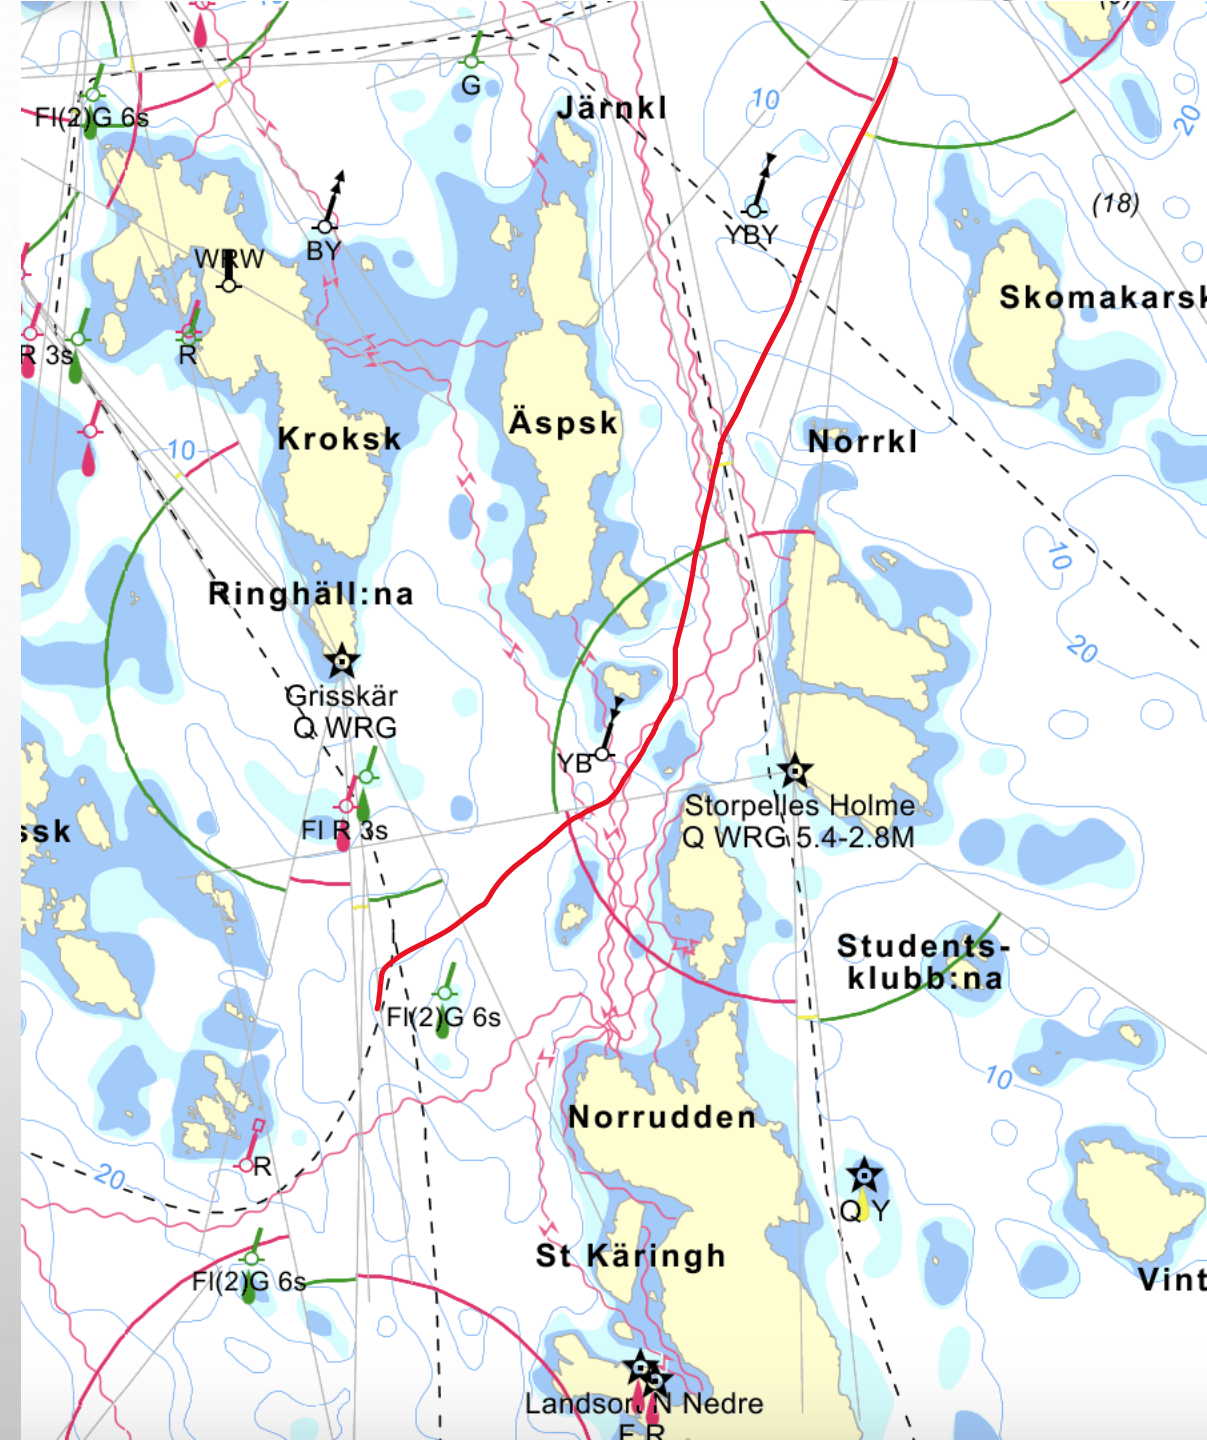 10
G
Järnkl
10
20
Fl(2)G 6s
(18)
YBY
BY
WRW
Skomakarsk
R 3s
R
Äspsk
Kroksk
Norrkl
10
10
Ringhäll:na
20
Grisskär
Q WRG
YB
Storpelles Holme
Q WRG 5.4-2.8M
Fl R 3s
ssk
Students-
klubb:na
Fl(2)G 6s
10
Norrudden
R
20
Q Y
St Käringh
Vint
Fl(2)G 6s
Landsort N Nedre
F R